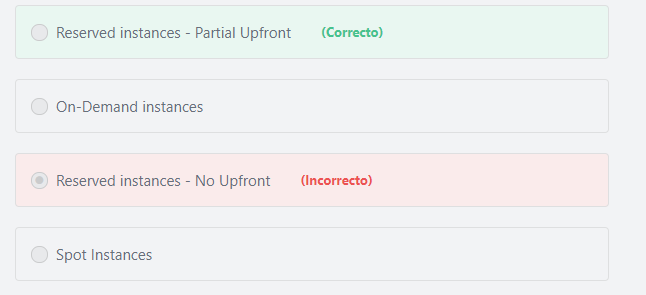 Reserved instances - Partial Upfront (Correcto)
On-Demand instances
Reserved instances - No Upfront (Incorrecto)
Spot Instances